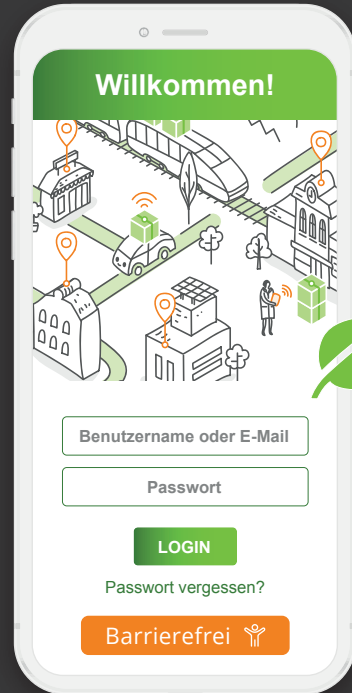 Willkommen!
Benutzername oder E-Mail
Passwort
LOGIN
Passwort vergessen?
Barrierefrei